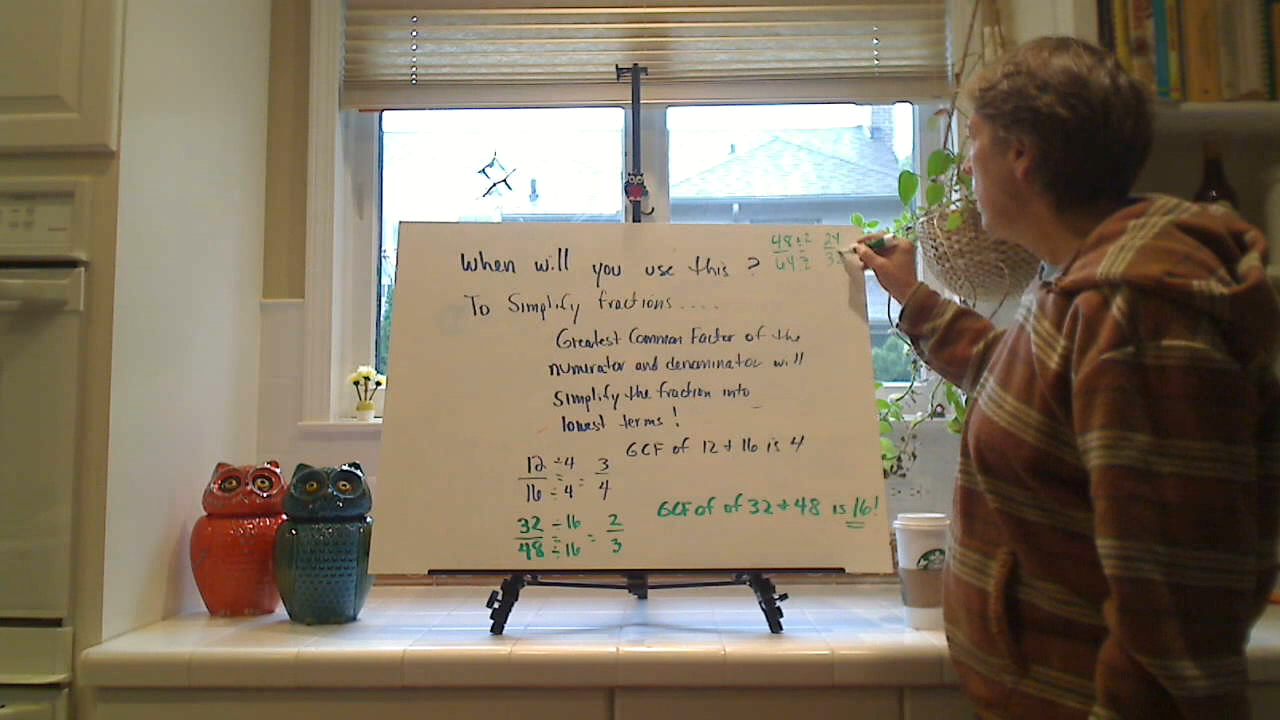 48 ÷ 2 24
64 ÷ 2 32
When will you use this?
To Simplify fractions....
Greatest Common Factor of the
numerator and denominator will
simplify the fraction into
lowest terms!
GCF of 12 + 16 is 4
12 ÷ 4 = 3
16 ÷ 4 4
GCF of of 32 + 48 is 16!
32 ÷ 16 = 2
48 ÷ 16 3